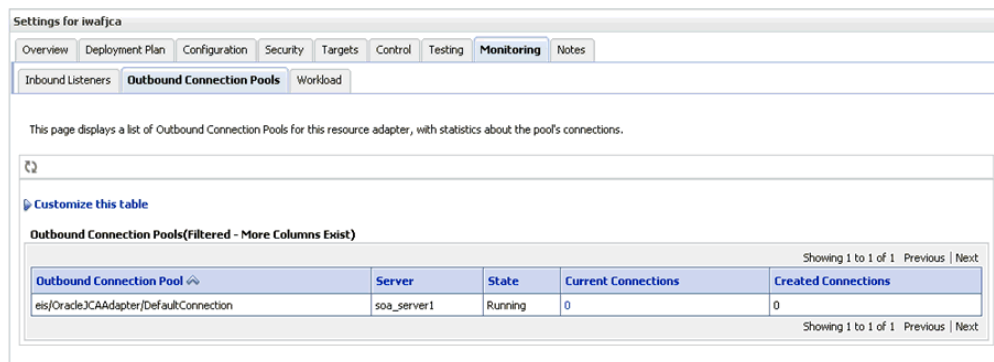 Settings for iwafjca
Overview Deployment Plan Configuration Security Targets Control Testing Monitoring Notes
Inbound Listeners Outbound Connection Pools Workload
This page displays a list of Outbound Connection Pools for this resource adapter, with statistics about the pool's connections.
Customize this table
Outbound Connection Pools(Filtered - More Columns Exist)
Showing 1 to 1 of 1 Previous | Next
Outbound Connection Pool Server State Current Connections Created Connections
eis/OracleJCAAdapter/DefaultConnection soa_server1 Running 0 0
Showing 1 to 1 of 1 Previous | Next